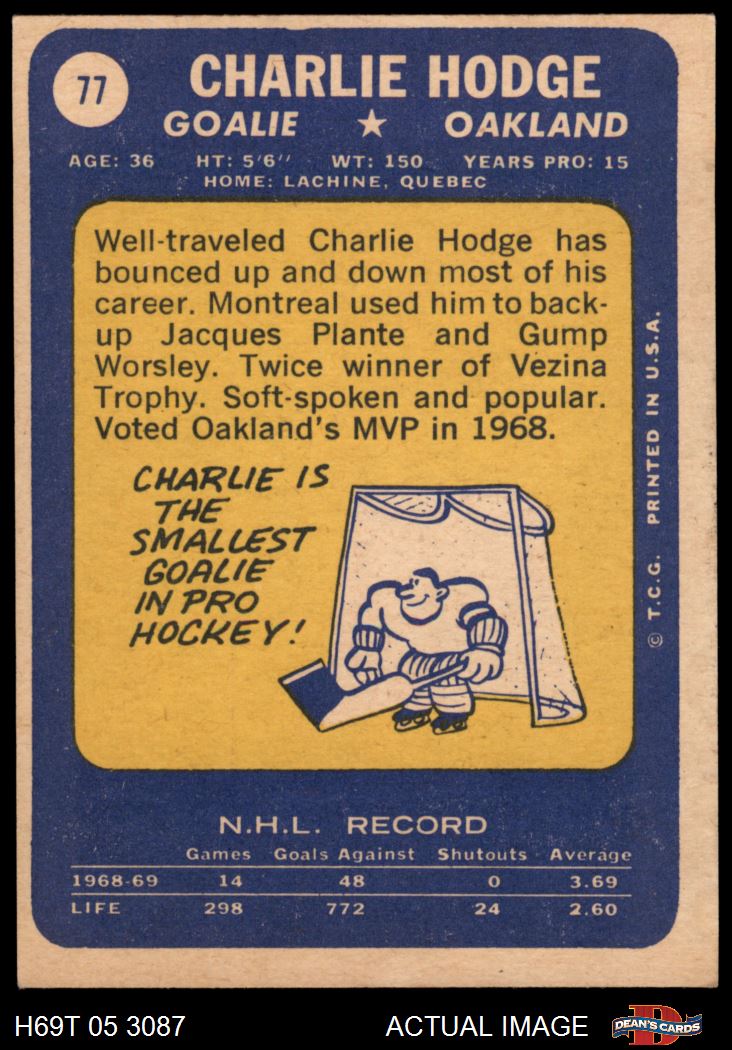 77
CHARLIE HODGE
GOALIE ★ OAKLAND
AGE: 36 HT: 5'6'' WT: 150 YEARS PRO: 15
HOME: LACHINE, QUEBEC
Well-traveled Charlie Hodge has
bounced up and down most of his
career. Montreal used him to back-
up Jacques Plante and Gump
Worsley. Twice winner of Vezina
Trophy. Soft-spoken and popular.
Voted Oakland's MVP in 1968.
CHARLIE IS
THE
SMALLEST
GOALIE
IN PRO
HOCKEY!
© T.C.G. PRINTED IN U.S.A.
N.H.L. RECORD
Games Goals Against Shutouts Average
1968-69 14 48 0 3.69
LIFE 298 772 24 2.60
H69T 05 3087 ACTUAL IMAGE
D
DEAN'S CARDS